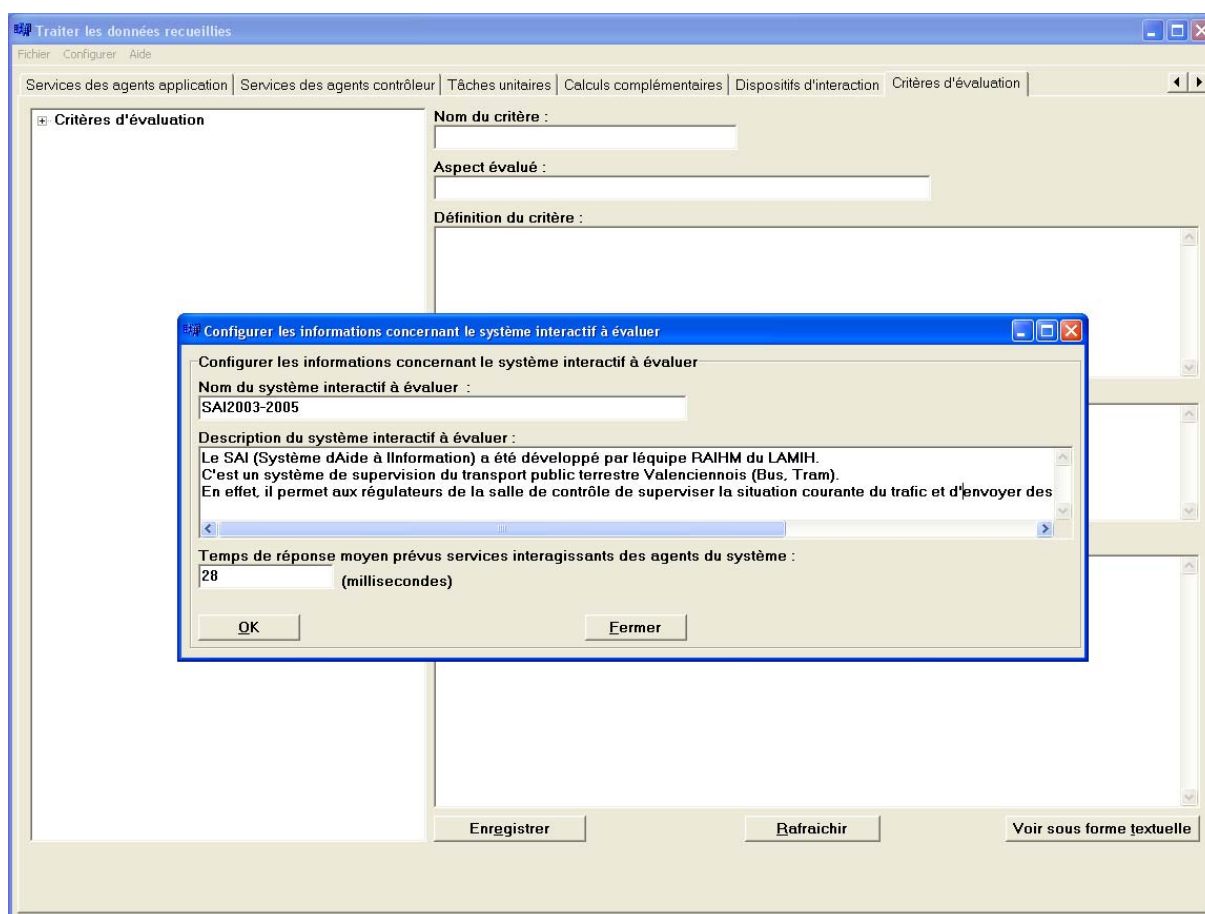 Traiter les données recueillies
Fichier Configurer Aide
Services des agents application Services des agents contrôleur Tâches unitaires Calculs complémentaires Dispositifs d'interaction Critères d'évaluation
Critères d'évaluation
Nom du critère :
Aspect évalué :
Définition du critère :
Configurer les informations concernant le système interactif à évaluer
Configurer les informations concernant le système interactif à évaluer
Nom du système interactif à évaluer :
SAI2003-2005
Description du système interactif à évaluer :
Le SAI (Système dAide à lInformation) a été développé par léquipe RAIHM du LAMIH.
C'est un système de supervision du transport public terrestre Valenciennois (Bus, Tram).
En effet, il permet aux régulateurs de la salle de contrôle de superviser la situation courante du trafic et d'envoyer des
Temps de réponse moyen prévus services interagissants des agents du système :
28
(millisecondes)
OK Fermer
Enregistrer Rafraichir Voir sous forme textuelle